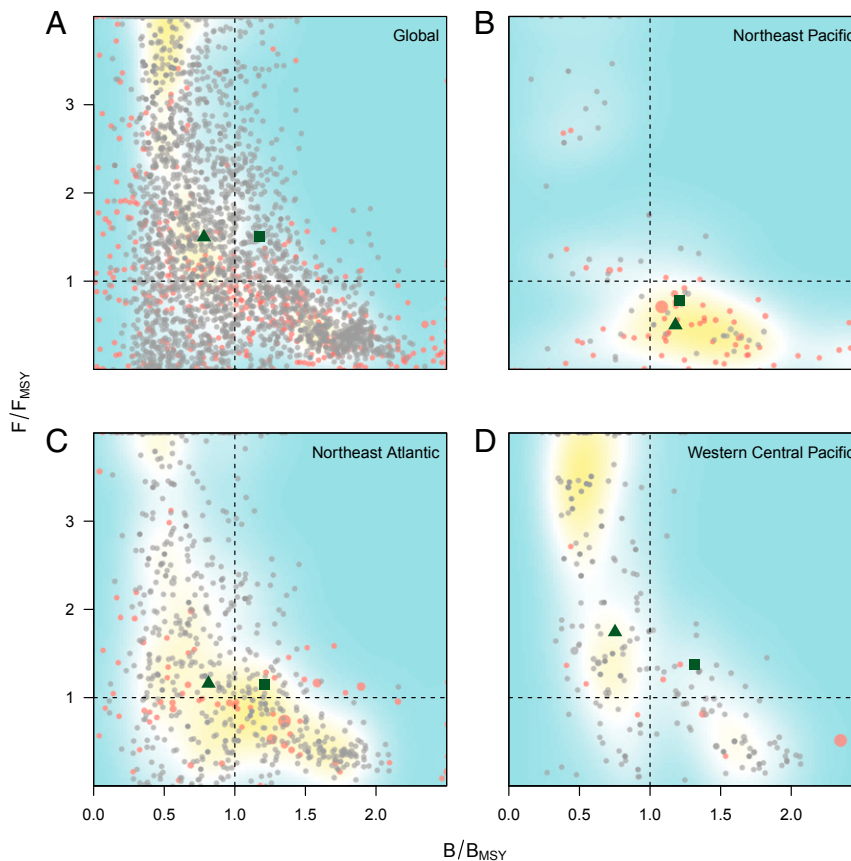 A
Global
B
Northeast Pacific
3
2
1
F/F_MSY
C
Northeast Atlantic
D
Western Central Pacific
3
2
1
0.0 0.5 1.0 1.5 2.0
0.0 0.5 1.0 1.5 2.0
B/B_MSY